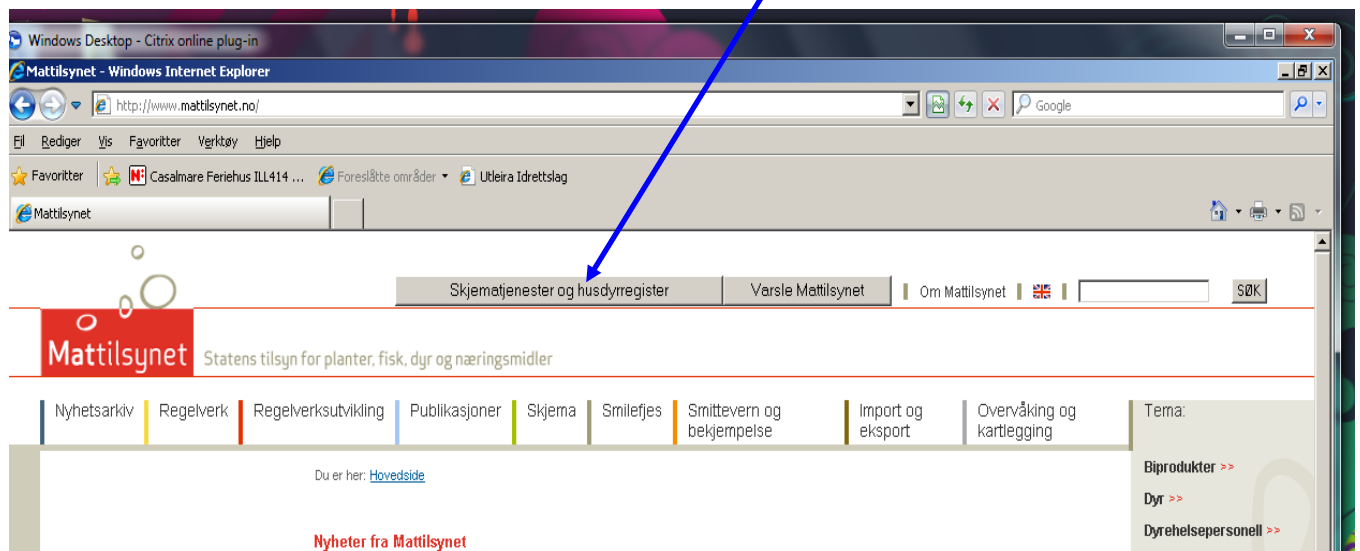 Windows Desktop - Citrix online plug-in
Mattilsynet - Windows Internet Explorer
http://www.mattilsynet.no/
Google
Fil Rediger Vis Favoritter Verktøy Hjelp
Favoritter Casalmare Feriehus ILL414 ... Foreslåtte områder Utleira Idrettslag
Mattilsynet
Skjematjenester og husdyrregister Varsle Mattilsynet Om Mattilsynet SØK
Mattilsynet Statens tilsyn for planter, fisk, dyr og næringsmidler
Nyhetsarkiv Regelverk Regelverksutvikling Publikasjoner Skjema Smilefjes Smittevern og Import og Overvåking og Tema:
bekjempelse eksport kartlegging
Du er her: Hovedside
Biprodukter >>
Dyr >>
Dyrehelsepersonell >>
Nyheter fra Mattilsynet